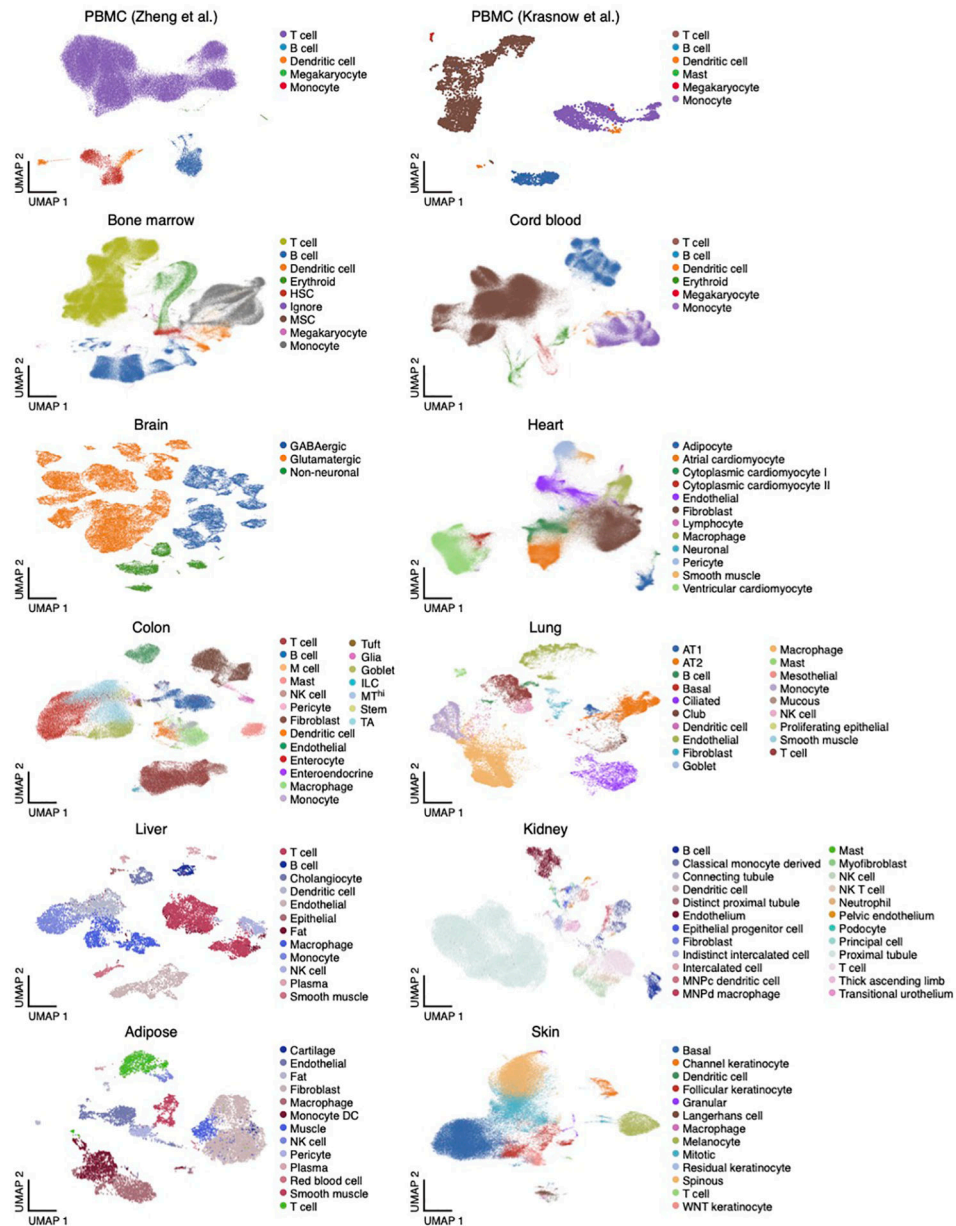 PBMC (Zheng et al.)
T cell
B cell
Dendritic cell
Megakaryocyte
Monocyte
UMAP 2
UMAP 1
PBMC (Krasnow et al.)
T cell
B cell
Dendritic cell
Mast
Megakaryocyte
Monocyte
UMAP 2
UMAP 1
Bone marrow
T cell
B cell
Dendritic cell
Erythroid
HSC
Ignore
MSC
Megakaryocyte
Monocyte
UMAP 2
UMAP 1
Cord blood
T cell
B cell
Dendritic cell
Erythroid
Megakaryocyte
Monocyte
UMAP 2
UMAP 1
Brain
GABAergic
Glutamatergic
Non-neuronal
UMAP 2
UMAP 1
Heart
Adipocyte
Atrial cardiomyocyte
Cytoplasmic cardiomyocyte I
Cytoplasmic cardiomyocyte II
Endothelial
Fibroblast
Lymphocyte
Macrophage
Neuronal
Pericyte
Smooth muscle
Ventricular cardiomyocyte
UMAP 2
UMAP 1
Colon
T cell
B cell
M cell
Mast
NK cell
Pericyte
Fibroblast
Dendritic cell
Endothelial
Enterocyte
Enteroendocrine
Macrophage
Monocyte
Tuft
Glia
Goblet
ILC
MThi
Stem
TA
UMAP 2
UMAP 1
Lung
AT1
AT2
B cell
Basal
Ciliated
Club
Dendritic cell
Endothelial
Fibroblast
Goblet
Macrophage
Mast
Mesothelial
Monocyte
Mucous
NK cell
Proliferating epithelial
Smooth muscle
T cell
UMAP 2
UMAP 1
Liver
T cell
B cell
Cholangiocyte
Dendritic cell
Endothelial
Epithelial
Fat
Macrophage
Monocyte
NK cell
Plasma
Smooth muscle
UMAP 2
UMAP 1
Kidney
B cell
Classical monocyte derived
Connecting tubule
Dendritic cell
Distinct proximal tubule
Endothelium
Epithelial progenitor cell
Fibroblast
Indistinct intercalated cell
Intercalated cell
MNPc dendritic cell
MNPd macrophage
Mast
Myofibroblast
NK cell
NK T cell
Neutrophil
Pelvic endothelium
Podocyte
Principal cell
Proximal tubule
T cell
Thick ascending limb
Transitional urothelium
UMAP 2
UMAP 1
Adipose
Cartilage
Endothelial
Fat
Fibroblast
Macrophage
Monocyte DC
Muscle
NK cell
Pericyte
Plasma
Red blood cell
Smooth muscle
T cell
UMAP 2
UMAP 1
Skin
Basal
Channel keratinocyte
Dendritic cell
Follicular keratinocyte
Granular
Langerhans cell
Macrophage
Melanocyte
Mitotic
Residual keratinocyte
Spinous
T cell
WNT keratinocyte
UMAP 2
UMAP 1